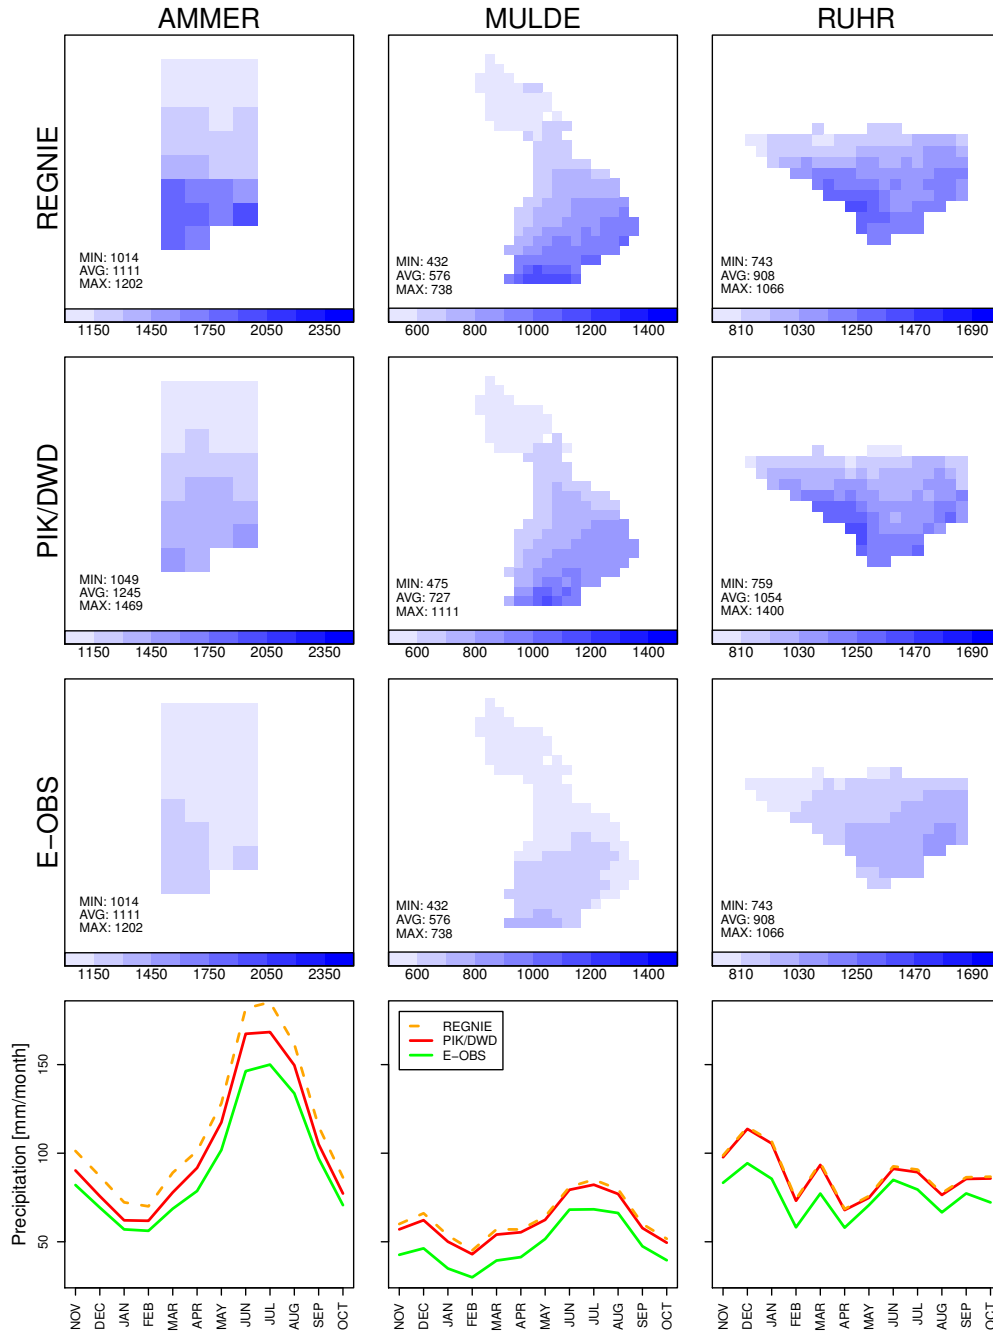 AMMER MULDE RUHR
REGNIE
MIN: 1014
AVG: 1111
MAX: 1202
MIN: 432
AVG: 576
MAX: 738
MIN: 743
AVG: 908
MAX: 1066
1150 1450 1750 2050 2350
600 800 1000 1200 1400
810 1030 1250 1470 1690
PIK/DWD
MIN: 1049
AVG: 1245
MAX: 1469
MIN: 475
AVG: 727
MAX: 1111
MIN: 759
AVG: 1054
MAX: 1400
1150 1450 1750 2050 2350
600 800 1000 1200 1400
810 1030 1250 1470 1690
E−OBS
MIN: 1014
AVG: 1111
MAX: 1202
MIN: 432
AVG: 576
MAX: 738
MIN: 743
AVG: 908
MAX: 1066
1150 1450 1750 2050 2350
600 800 1000 1200 1400
810 1030 1250 1470 1690
Precipitation [mm/month]
150
100
50
REGNIE
PIK/DWD
E−OBS
NOV DEC JAN FEB MAR APR MAY JUN JUL AUG SEP OCT
NOV DEC JAN FEB MAR APR MAY JUN JUL AUG SEP OCT
NOV DEC JAN FEB MAR APR MAY JUN JUL AUG SEP OCT